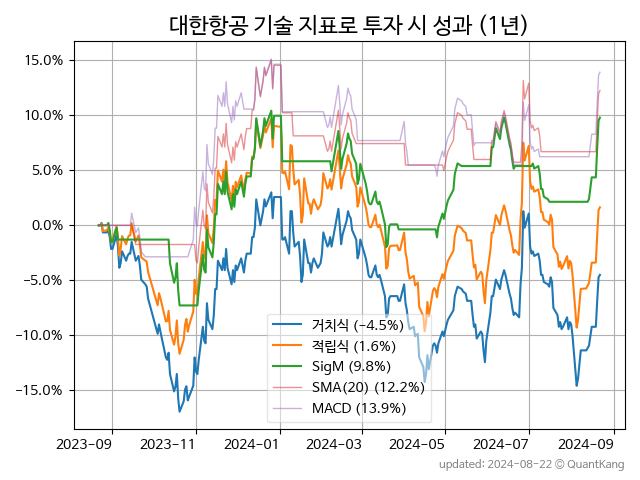 대한항공 기술 지표로 투자 시 성과 (1년)
15.0%
10.0%
5.0%
0.0%
−5.0%
−10.0%
−15.0%
거치식 (−4.5%)
적립식 (1.6%)
SigM (9.8%)
SMA(20) (12.2%)
MACD (13.9%)
2023-09
2023-11
2024-01
2024-03
2024-05
2024-07
2024-09
updated: 2024-08-22 @ QuantKang